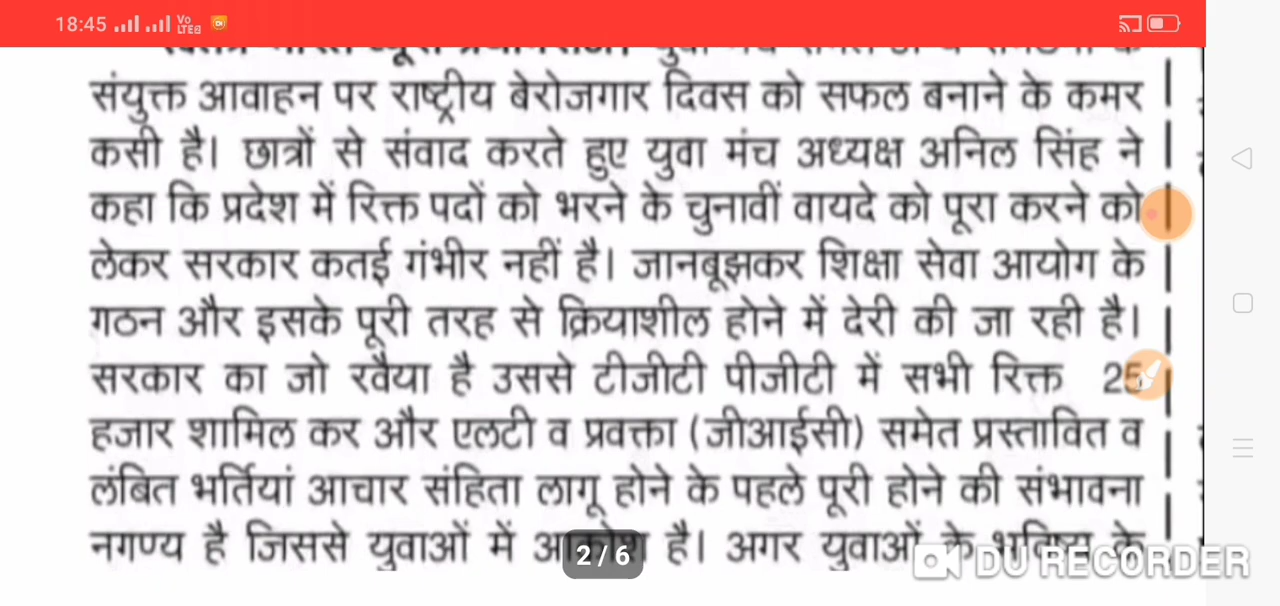 18:45 Vo LTE2
संयुक्त आवाहन पर राष्ट्रीय बेरोजगार दिवस को सफल बनाने के कमर
कसी है। छात्रों से संवाद करते हुए युवा मंच अध्यक्ष अनिल सिंह ने
कहा कि प्रदेश में रिक्त पदों को भरने के चुनावीं वायदे को पूरा करने को
लेकर सरकार कतई गंभीर नहीं है। जानबूझकर शिक्षा सेवा आयोग के
गठन और इसके पूरी तरह से क्रियाशील होने में देरी की जा रही है।
सरकार का जो रवैया है उससे टीजीटी पीजीटी में सभी रिक्त 25
हजार शामिल कर और एलटी व प्रवक्ता (जीआईसी) समेत प्रस्तावित व
लंबित भर्तियां आचार संहिता लागू होने के पहले पूरी होने की संभावना
नगण्य है जिससे युवाओं में आक्रोश है। अगर युवाओं के भविष्य के
2 / 6
DU RECORDER